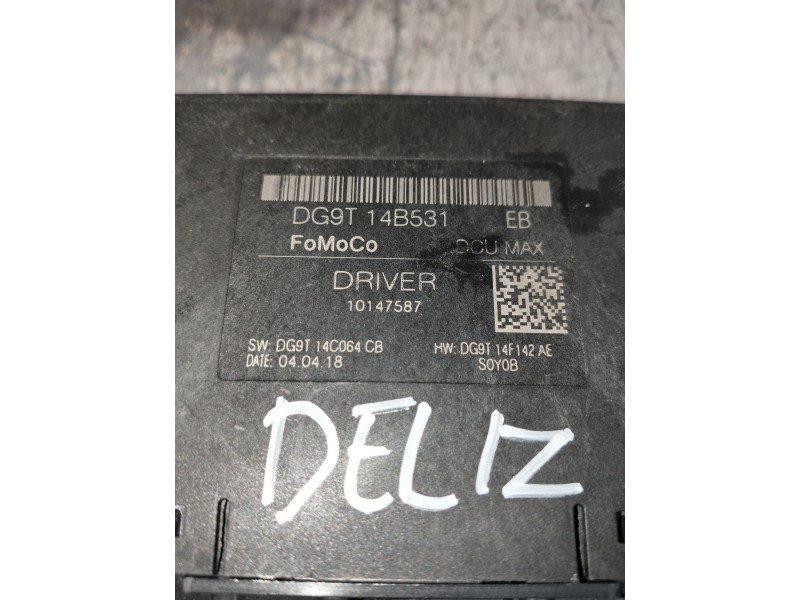 DG9T 14B531 EB
FoMoCo DCU MAX
DRIVER
10147587
SW: DG9T 14C064 CB HW: DG9T 14F142 AE
DATE: 04.04.18 S0Y0B
DELIZ